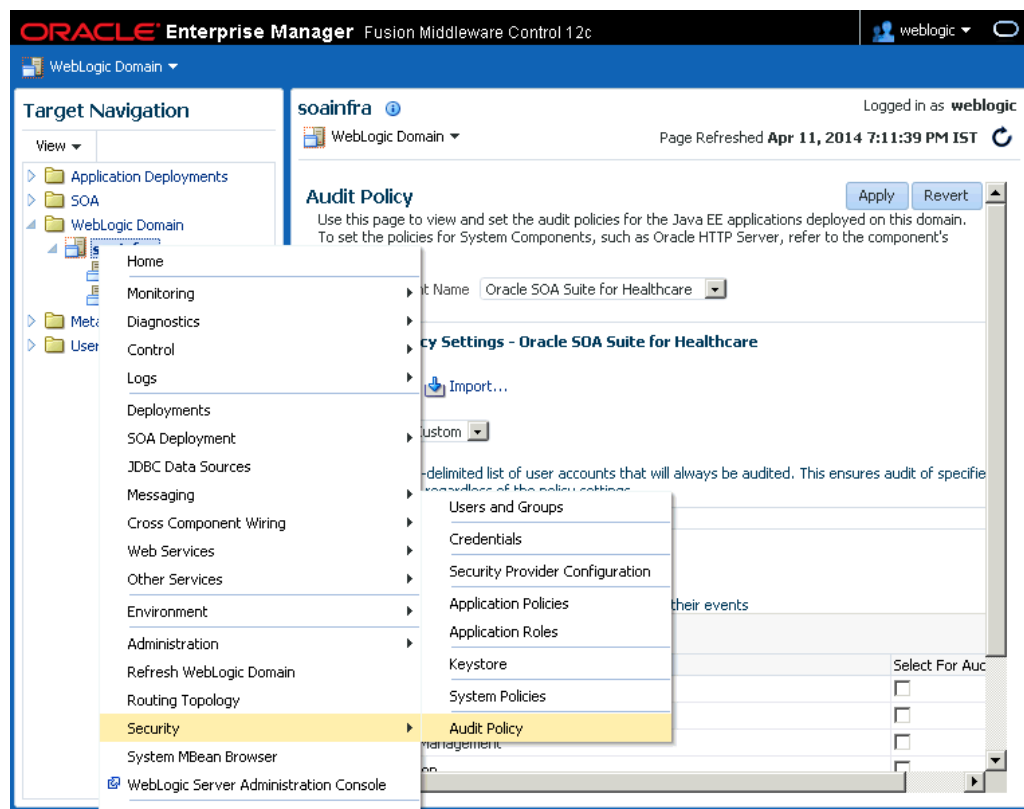 ORACLE Enterprise Manager Fusion Middleware Control 12c
weblogic
WebLogic Domain
Target Navigation
View
Application Deployments
SOA
WebLogic Domain
soainfra
Logged in as weblogic
WebLogic Domain
Page Refreshed Apr 11, 2014 7:11:39 PM IST
Audit Policy
Apply
Revert
Use this page to view and set the audit policies for the Java EE applications deployed on this domain.
To set the policies for System Components, such as Oracle HTTP Server, refer to the component's
Name Oracle SOA Suite for Healthcare
Settings - Oracle SOA Suite for Healthcare
Import...
-delimited list of user accounts that will always be audited. This ensures audit of
regardless of the policy settings
their events
Select For
Home
Monitoring
Diagnostics
Control
Logs
Deployments
SOA Deployment
JDBC Data Sources
Messaging
Cross Component Wiring
Web Services
Other Services
Environment
Administration
Refresh WebLogic Domain
Routing Topology
Security
System MBean Browser
WebLogic Server Administration Console
Users and Groups
Credentials
Security Provider Configuration
Application Policies
Application Roles
Keystore
System Policies
Audit Policy